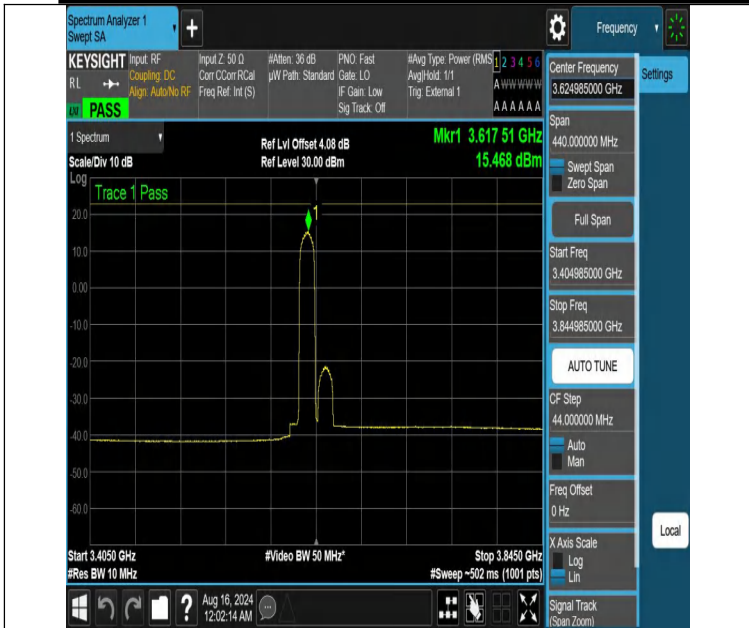 Spectrum Analyzer 1
Swept SA
+
Frequency
KEYSIGHT
RL
PASS
Input: RF
Coupling: DC
Align: Auto/No RF
Input Z: 50 Ω
Corr CCorr RCal
Freq Ref: Int (S)
#Atten: 36 dB
µW Path: Standard
PNO: Fast
Gate: LO
IF Gain: Low
Sig Track: Off
#Avg Type: Power (RMS
Avg|Hold: 1/1
Trig: External 1
1 2 3 4 5 6
A W W W W W
A A A A A A
1 Spectrum
Scale/Div 10 dB
Ref Lvl Offset 4.08 dB
Ref Level 30.00 dBm
Mkr1 3.617 51 GHz
15.468 dBm
Log
Trace 1 Pass
1
20.0
10.0
0.00
-10.0
-20.0
-30.0
-40.0
-50.0
-60.0
Start 3.4050 GHz
#Res BW 10 MHz
#Video BW 50 MHz*
Stop 3.8450 GHz
#Sweep ~502 ms (1001 pts)
Center Frequency
3.624985000 GHz
Settings
Span
440.000000 MHz
Swept Span
Zero Span
Full Span
Start Freq
3.404985000 GHz
Stop Freq
3.844985000 GHz
AUTO TUNE
CF Step
44.000000 MHz
Auto
Man
Freq Offset
0 Hz
X Axis Scale
Log
Lin
Signal Track
(Span Zoom)
Local
?
Aug 16, 2024
12:02:14 AM